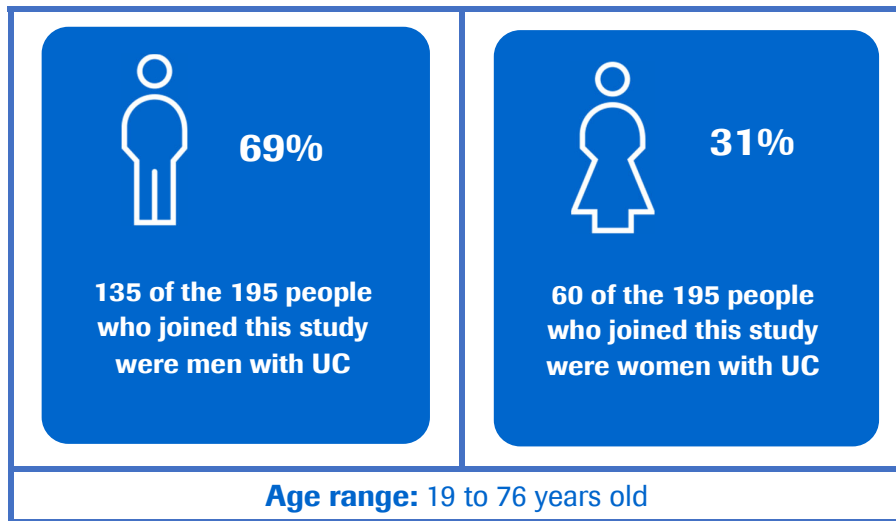 69%
135 of the 195 people
who joined this study
were men with UC
31%
60 of the 195 people
who joined this study
were women with UC
Age range: 19 to 76 years old